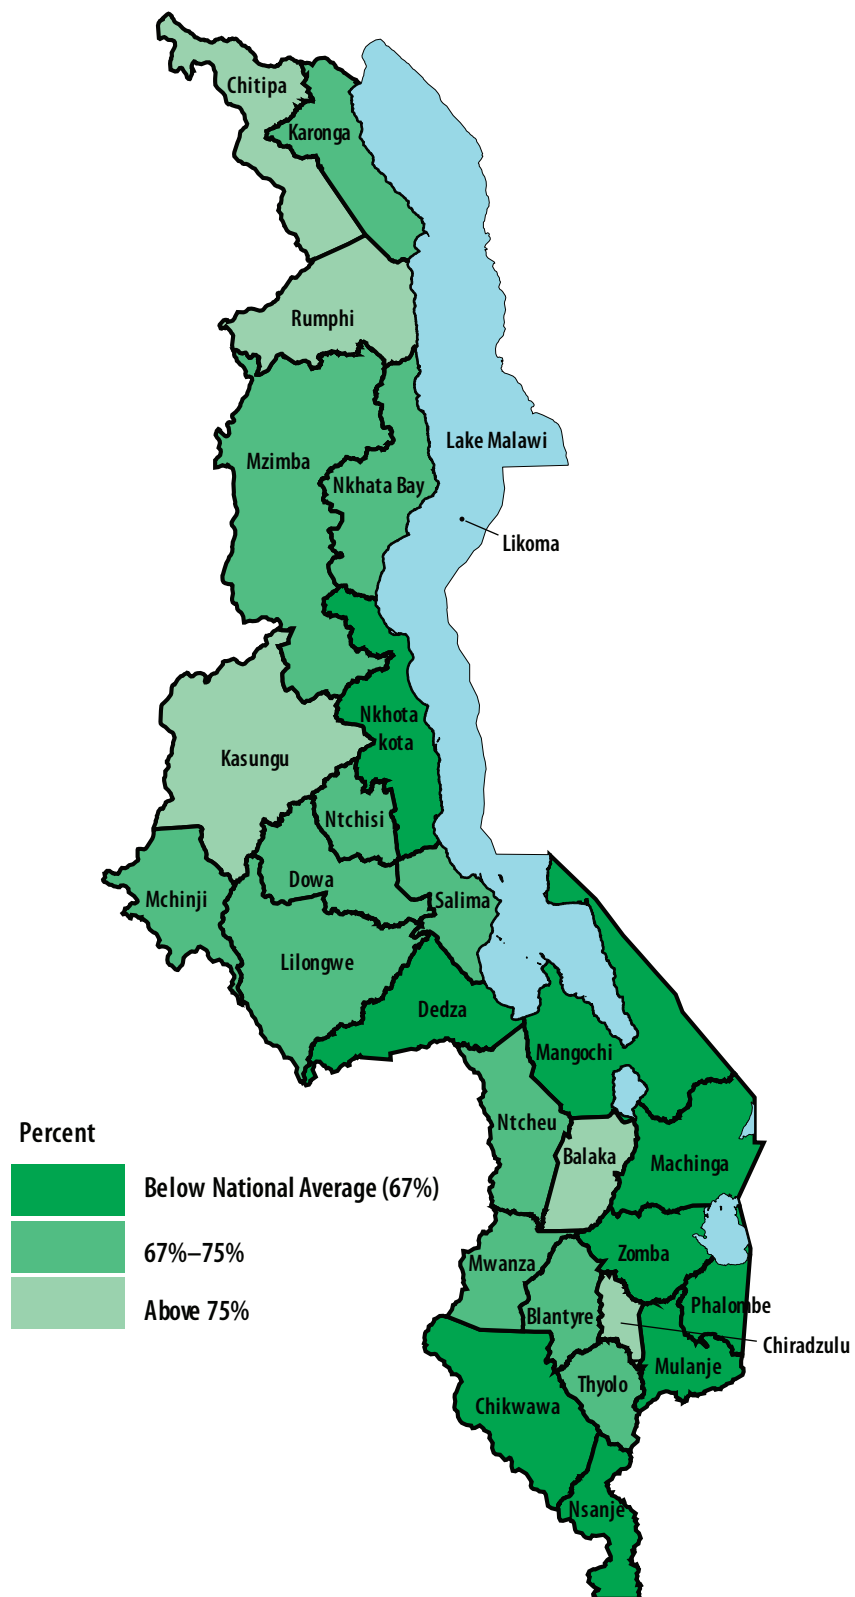 Chitipa
Karonga
Rumphi
Lake Malawi
Mzimba
Nkhata Bay
Likoma
Nkhota
kota
Kasungu
Ntchisi
Dowa
Mchinji
Salima
Lilongwe
Dedza
Mangochi
Ntcheu
Percent
Balaka
Machinga
Below National Average (67%)
67%–75%
Zomba
Mwanza
Above 75%
Phalombe
Blantyre
Chiradzulu
Mulanje
Thyolo
Chikwawa
Nsanje